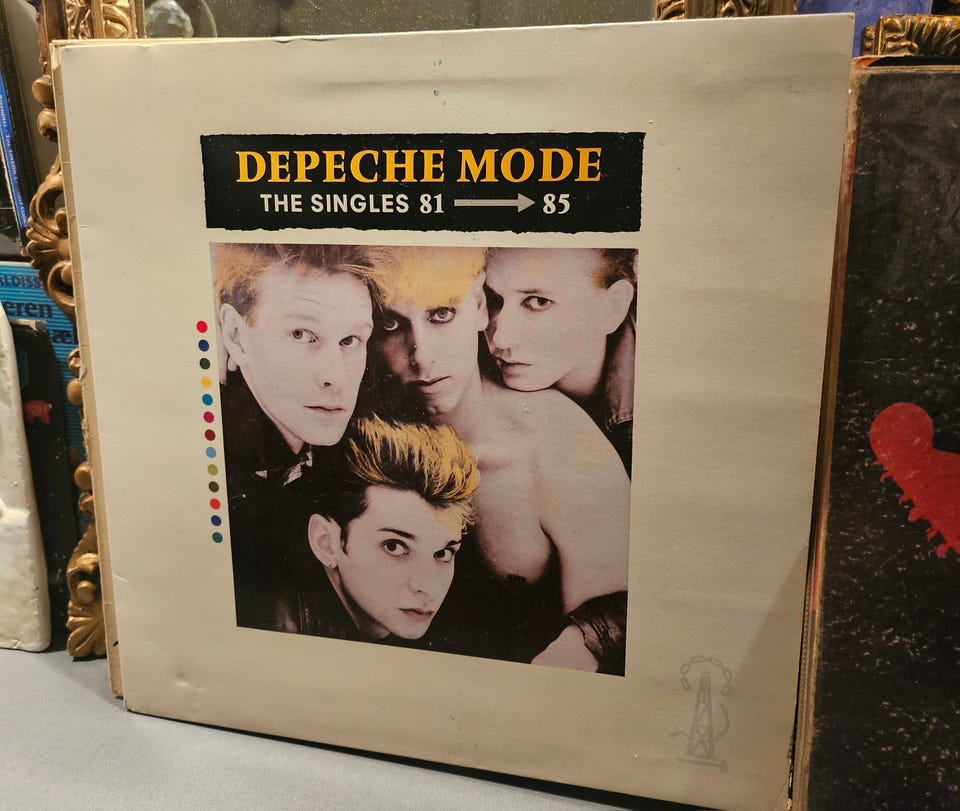 DEPECHE MODE
THE SINGLES 81 → 85